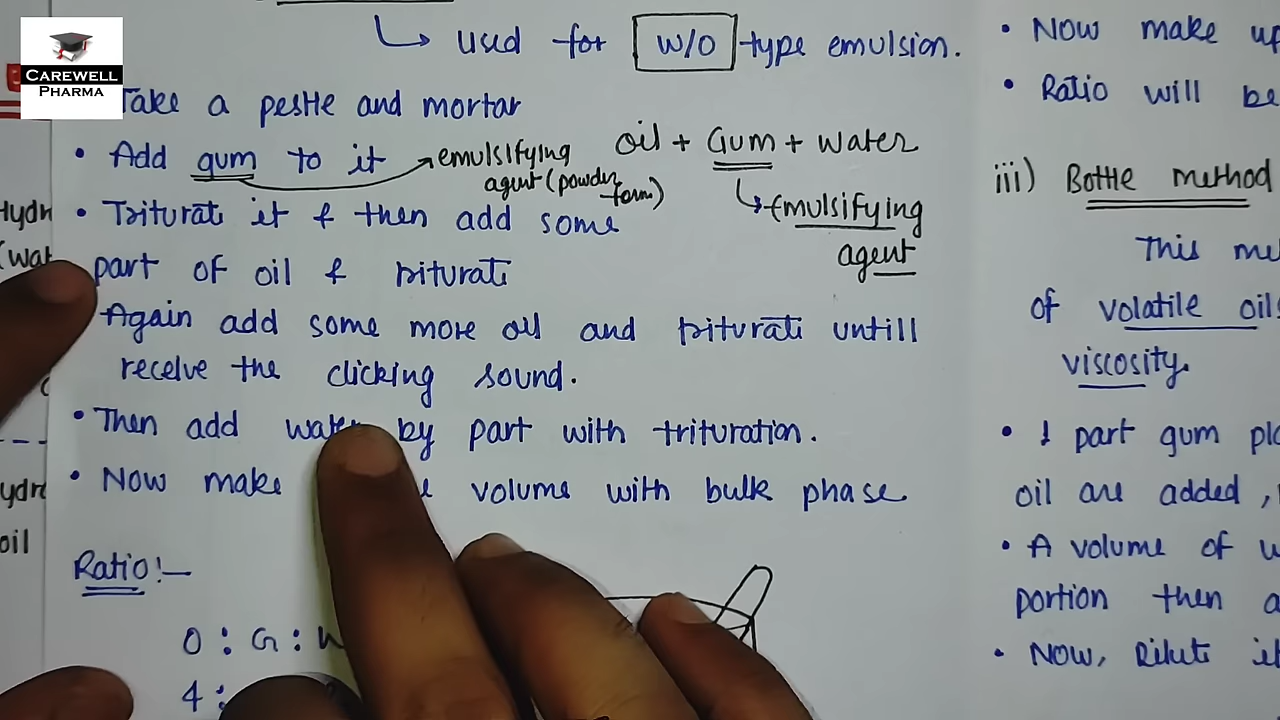 CAREWELL
PHARMA
used for W/O type emulsion.
Take a pestle and mortar
• Add gum to it → emulsifying
agent (powder
form)
Oil + Gum + Water
Emulsifying
agent
• Triturate it & then add some
part of oil & triturate
Again add some more oil and triturate untill
receive the clicking sound.
• Then add water by part with trituration.
• Now make volume with bulk phase
Ratio:-
O : G : W
4 :
• Now make up
• Ratio will be
iii) Bottle method
This
of volatile oils
viscosity.
• 1 part gum
oil are added,
• A volume of
portion then
• Now, Dilute it
(wat
oil